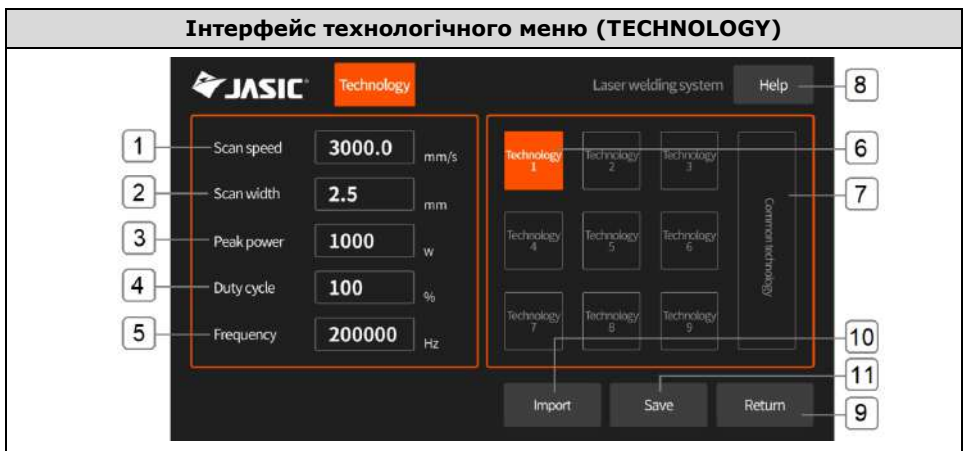 Інтерфейс технологічного меню (TECHNOLOGY)
JASIC Technology Laser welding system Help 8
1 Scan speed 3000.0 mm/s
2 Scan width 2.5 mm
3 Peak power 1000 w
4 Duty cycle 100 %
5 Frequency 200000 Hz
Technology 1
Technology 2
Technology 3
6
7
Technology 4
Technology 5
Technology 6
Common technology
Technology 7
Technology 8
Technology 9
10
11
Import Save Return 9